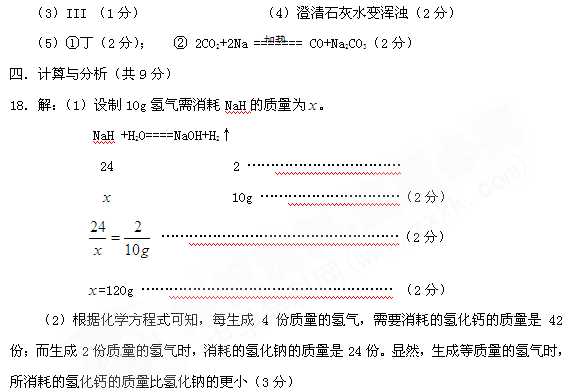 (3) III (1分) (4) 澄清石灰水变浑浊(2分)
(5) ①丁(2分); ② 2CO₂+2Na ==加热== CO+Na₂CO₃(2分)
四．计算与分析(共9分)
18．解:(1) 设制10g氢气需消耗NaH的质量为x。
NaH +H₂O====NaOH+H₂↑
24 2 ……………………………
x 10g ……………………(2分)
24/x = 2/10g ……………………………………(2分)
x=120g ……………………………………(2分)
(2) 根据化学方程式可知，每生成 4 份质量的氢气，需要消耗的氢化钙的质量是 42
份;而生成2份质量的氢气时，消耗的氢化钠的质量是24份。显然，生成等质量的氢气时，
所消耗的氢化钙的质量比氢化钠的更小(3分)